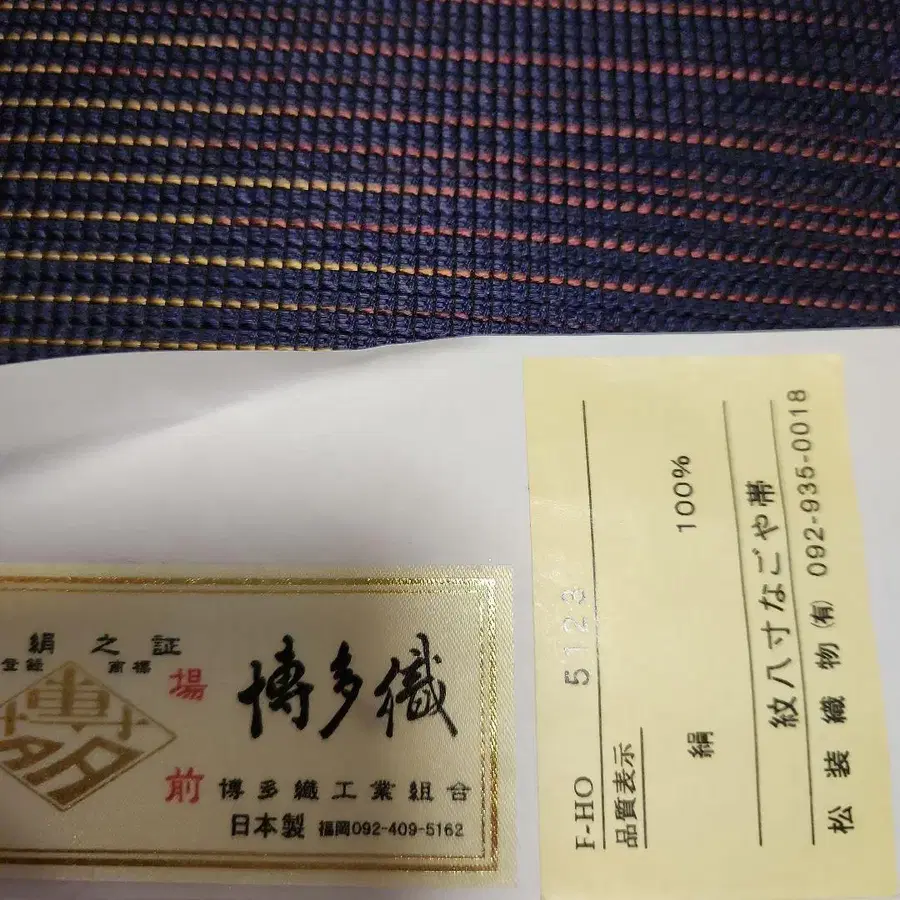 絹之証
登録 商標
博多
場
前
博多織
博多織工業組合
日本製 福岡092-409-5162
F-HO 5123
品質表示
絹 100%
紋八寸なごや帯
松装織物(有) 092-935-0018